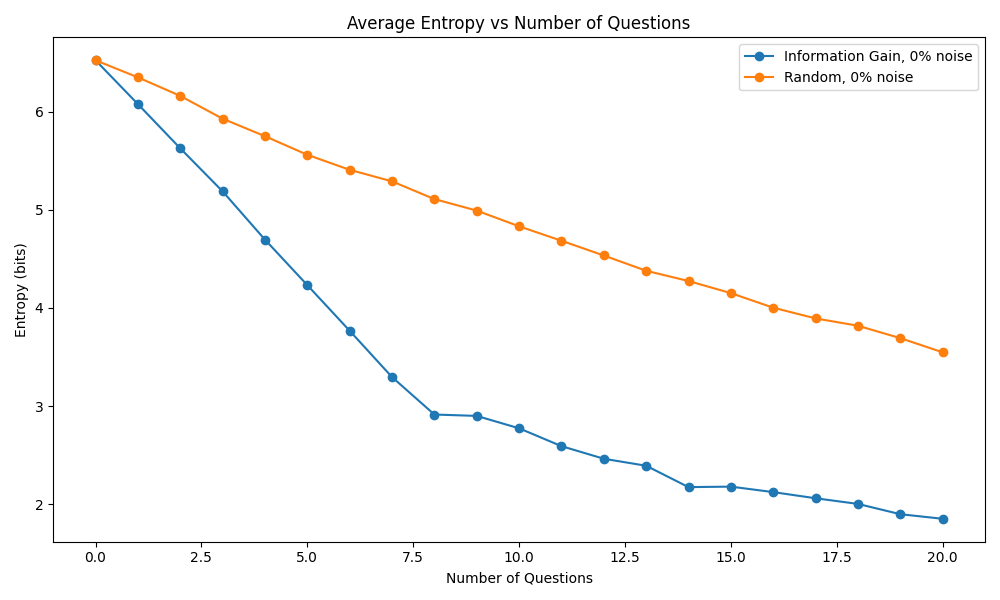 Average Entropy vs Number of Questions
Information Gain, 0% noise
Random, 0% noise
Entropy (bits)
6
5
4
3
2
0.0 2.5 5.0 7.5 10.0 12.5 15.0 17.5 20.0
Number of Questions